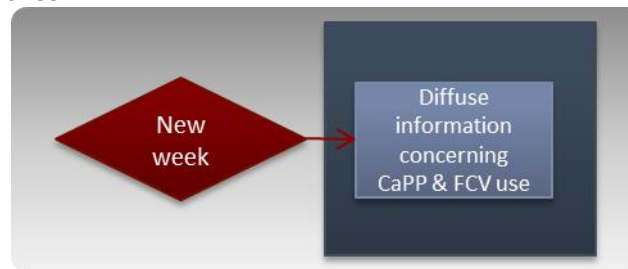 New
week
Diffuse
information
concerning
CaPP & FCV use